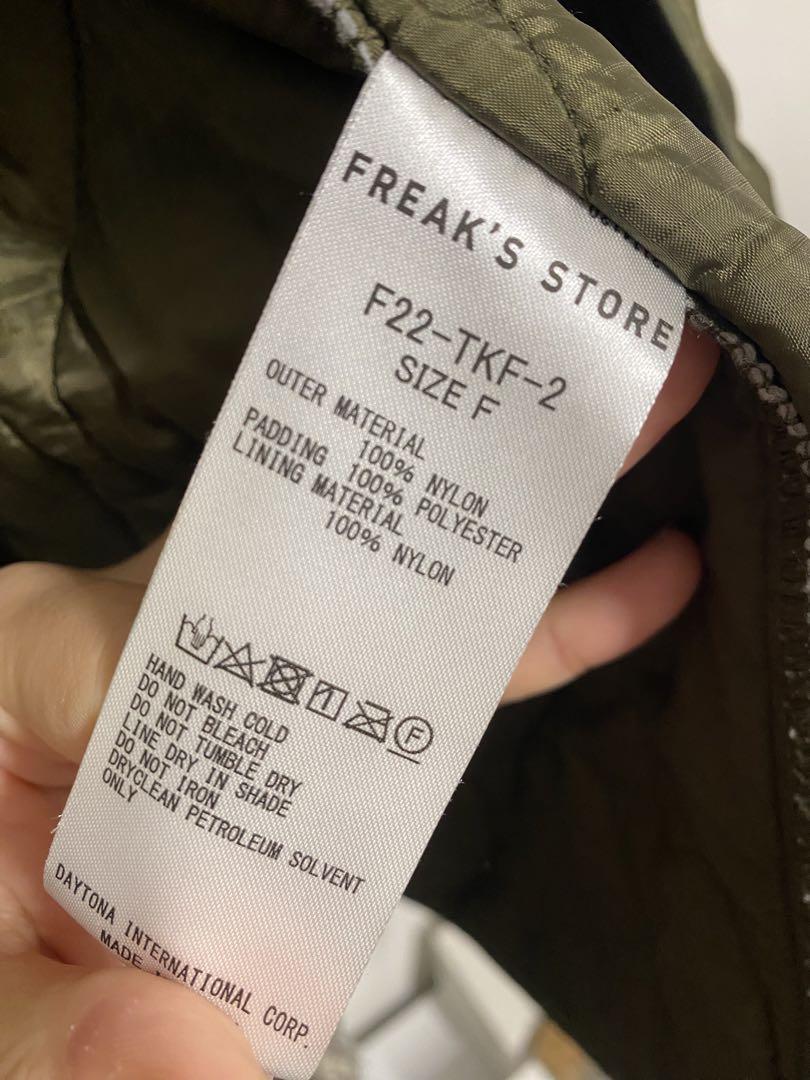 FREAK'S STORE
F22-TKF-2
SIZE F
OUTER MATERIAL
100% NYLON
PADDING 100% POLYESTER
LINING MATERIAL
100% NYLON
F
HAND WASH COLD
DO NOT BLEACH
DO NOT TUMBLE DRY
LINE DRY IN SHADE
DO NOT IRON
DRYCLEAN PETROLEUM SOLVENT
ONLY
DAYTONA INTERNATIONAL CORP.
MADE